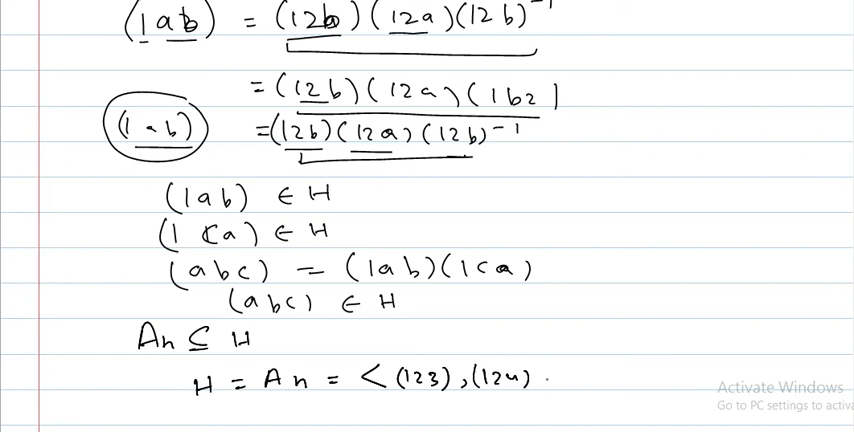 (1ab) = (12b)(12a)(12b)⁻¹
= (12b)(12a)(1b2)
(1ab) = (12b)(12a)(12b)⁻¹
(1ab) ∈ H
(1ca) ∈ H
(abc) = (1ab)(1ca)
(abc) ∈ H
An ⊆ H
H = An = <(123),(124)
Activate Windows
Go to PC settings to activa